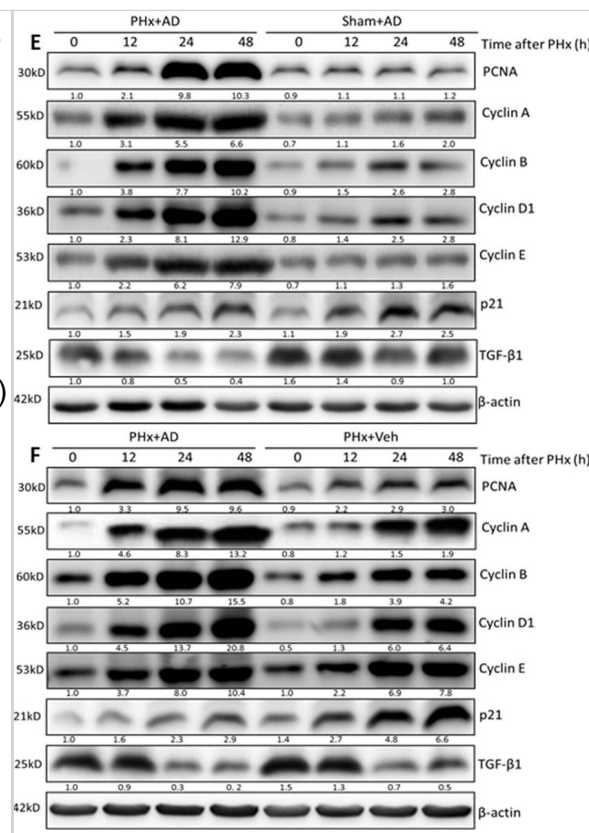 PHx+AD Sham+AD
E 0 12 24 48 0 12 24 48 Time after PHx (h)
30kD PCNA
1.0 2.1 9.8 10.3 0.9 1.1 1.1 1.2
55kD Cyclin A
1.0 3.1 5.5 6.6 0.7 1.1 1.6 2.0
60kD Cyclin B
1.0 3.8 7.7 10.2 0.9 1.5 2.6 2.8
36kD Cyclin D1
1.0 2.3 8.1 12.9 0.8 1.4 2.5 2.8
53kD Cyclin E
1.0 2.2 6.2 7.9 0.7 1.1 1.3 1.6
21kD p21
1.0 1.5 1.9 2.3 1.1 1.9 2.7 2.5
25kD TGF-β1
1.0 0.8 0.5 0.4 1.6 1.4 0.9 1.0
)
42kD β-actin
PHx+AD PHx+Veh
F 0 12 24 48 0 12 24 48 Time after PHx (h)
30kD PCNA
1.0 3.3 9.5 9.6 0.9 2.2 2.9 3.0
55kD Cyclin A
1.0 4.6 8.3 13.2 0.8 1.2 1.5 1.9
60kD Cyclin B
1.0 5.2 10.7 15.5 0.8 1.8 3.9 4.2
36kD Cyclin D1
1.0 4.5 13.7 20.8 0.5 1.3 6.0 6.4
53kD Cyclin E
1.0 3.7 8.0 10.4 1.0 2.2 6.9 7.8
21kD p21
1.0 1.6 2.3 2.9 1.4 2.7 4.8 6.6
25kD TGF-β1
1.0 0.9 0.3 0.2 1.5 1.3 0.7 0.5
42kD β-actin